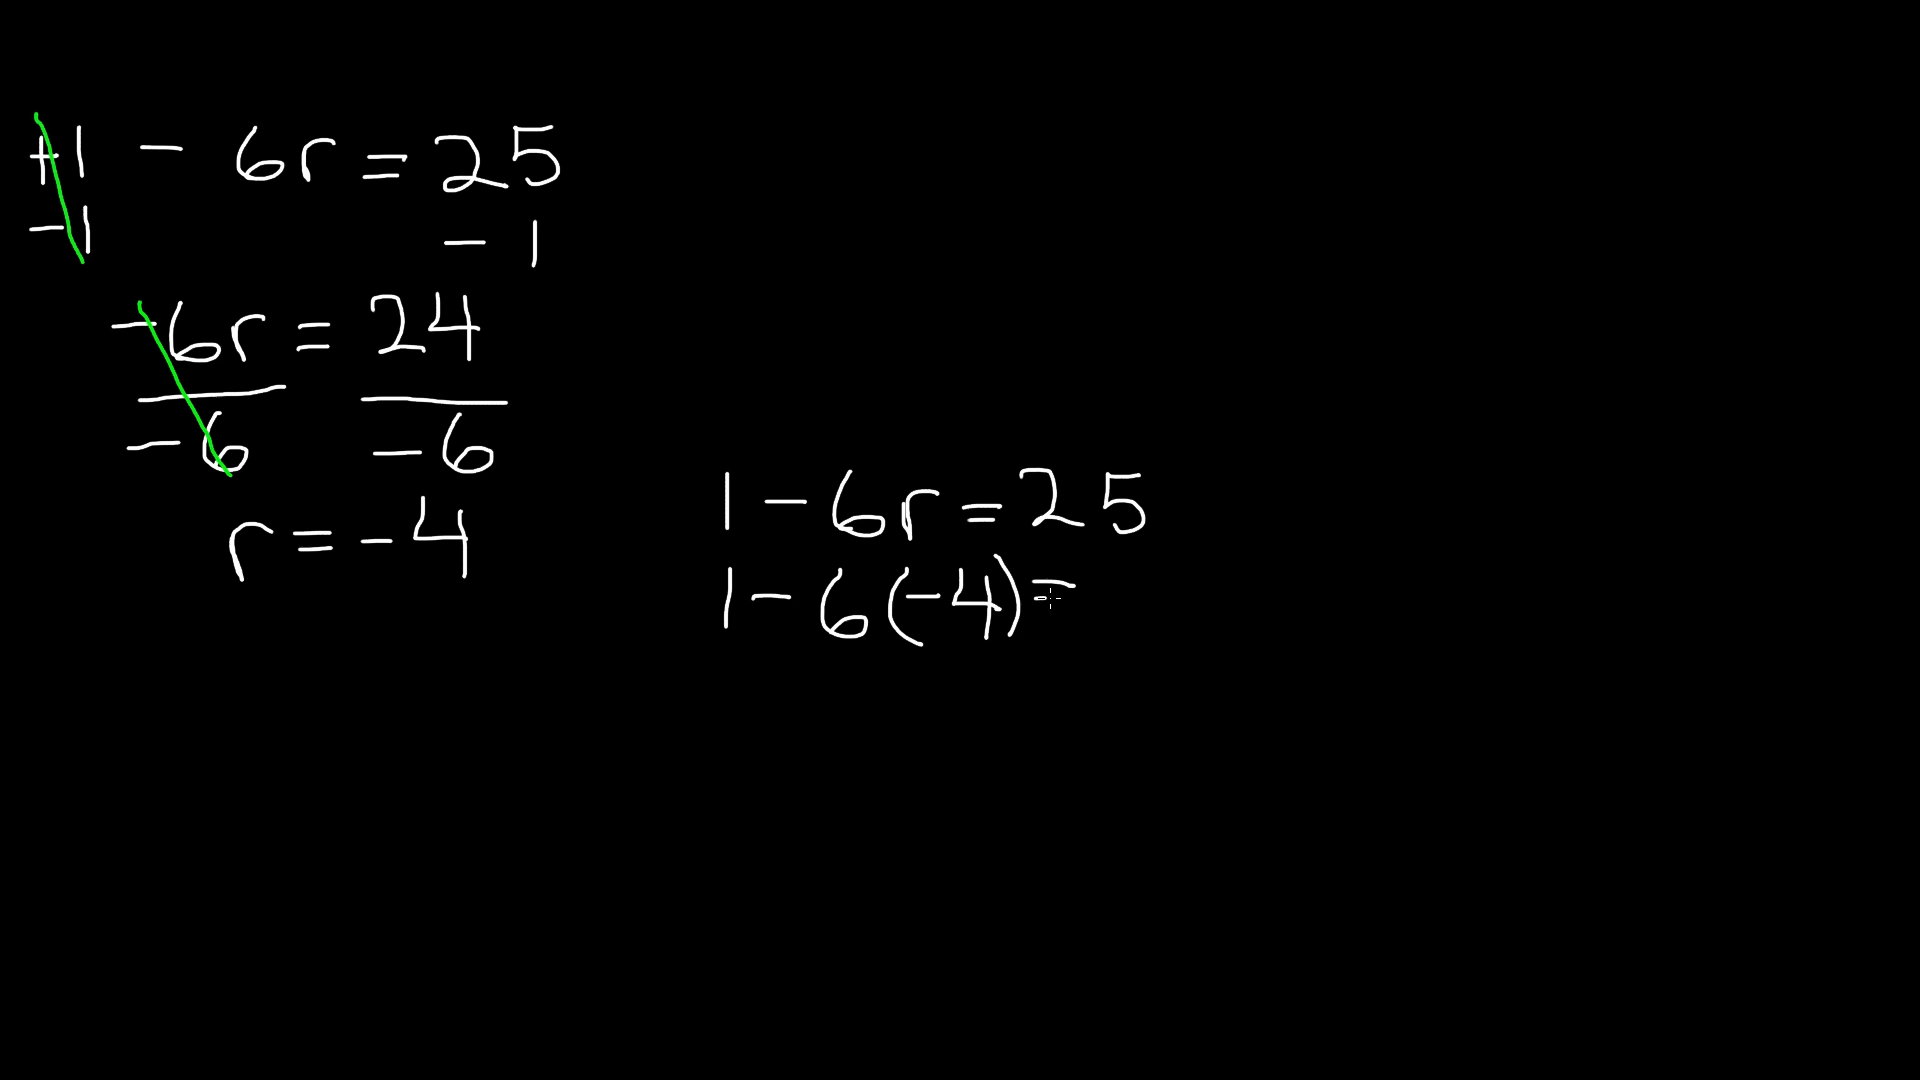 +1 - 6r = 25
-1 - 1
-6r = 24
-6 -6
r = -4
1 - 6r = 25
1 - 6(-4) =